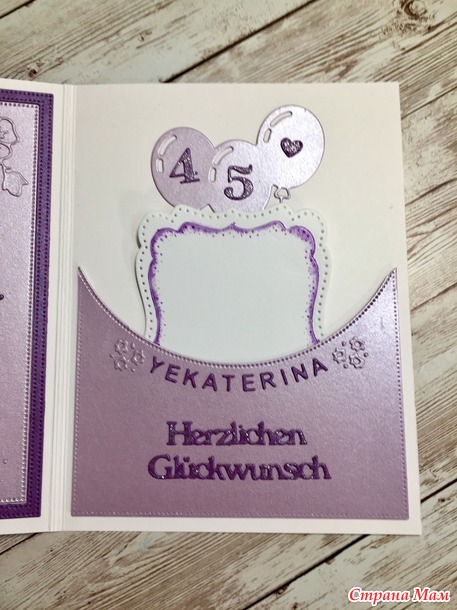 45
YEKATERINA
Herzlichen
Glückwunsch
Страна Мам